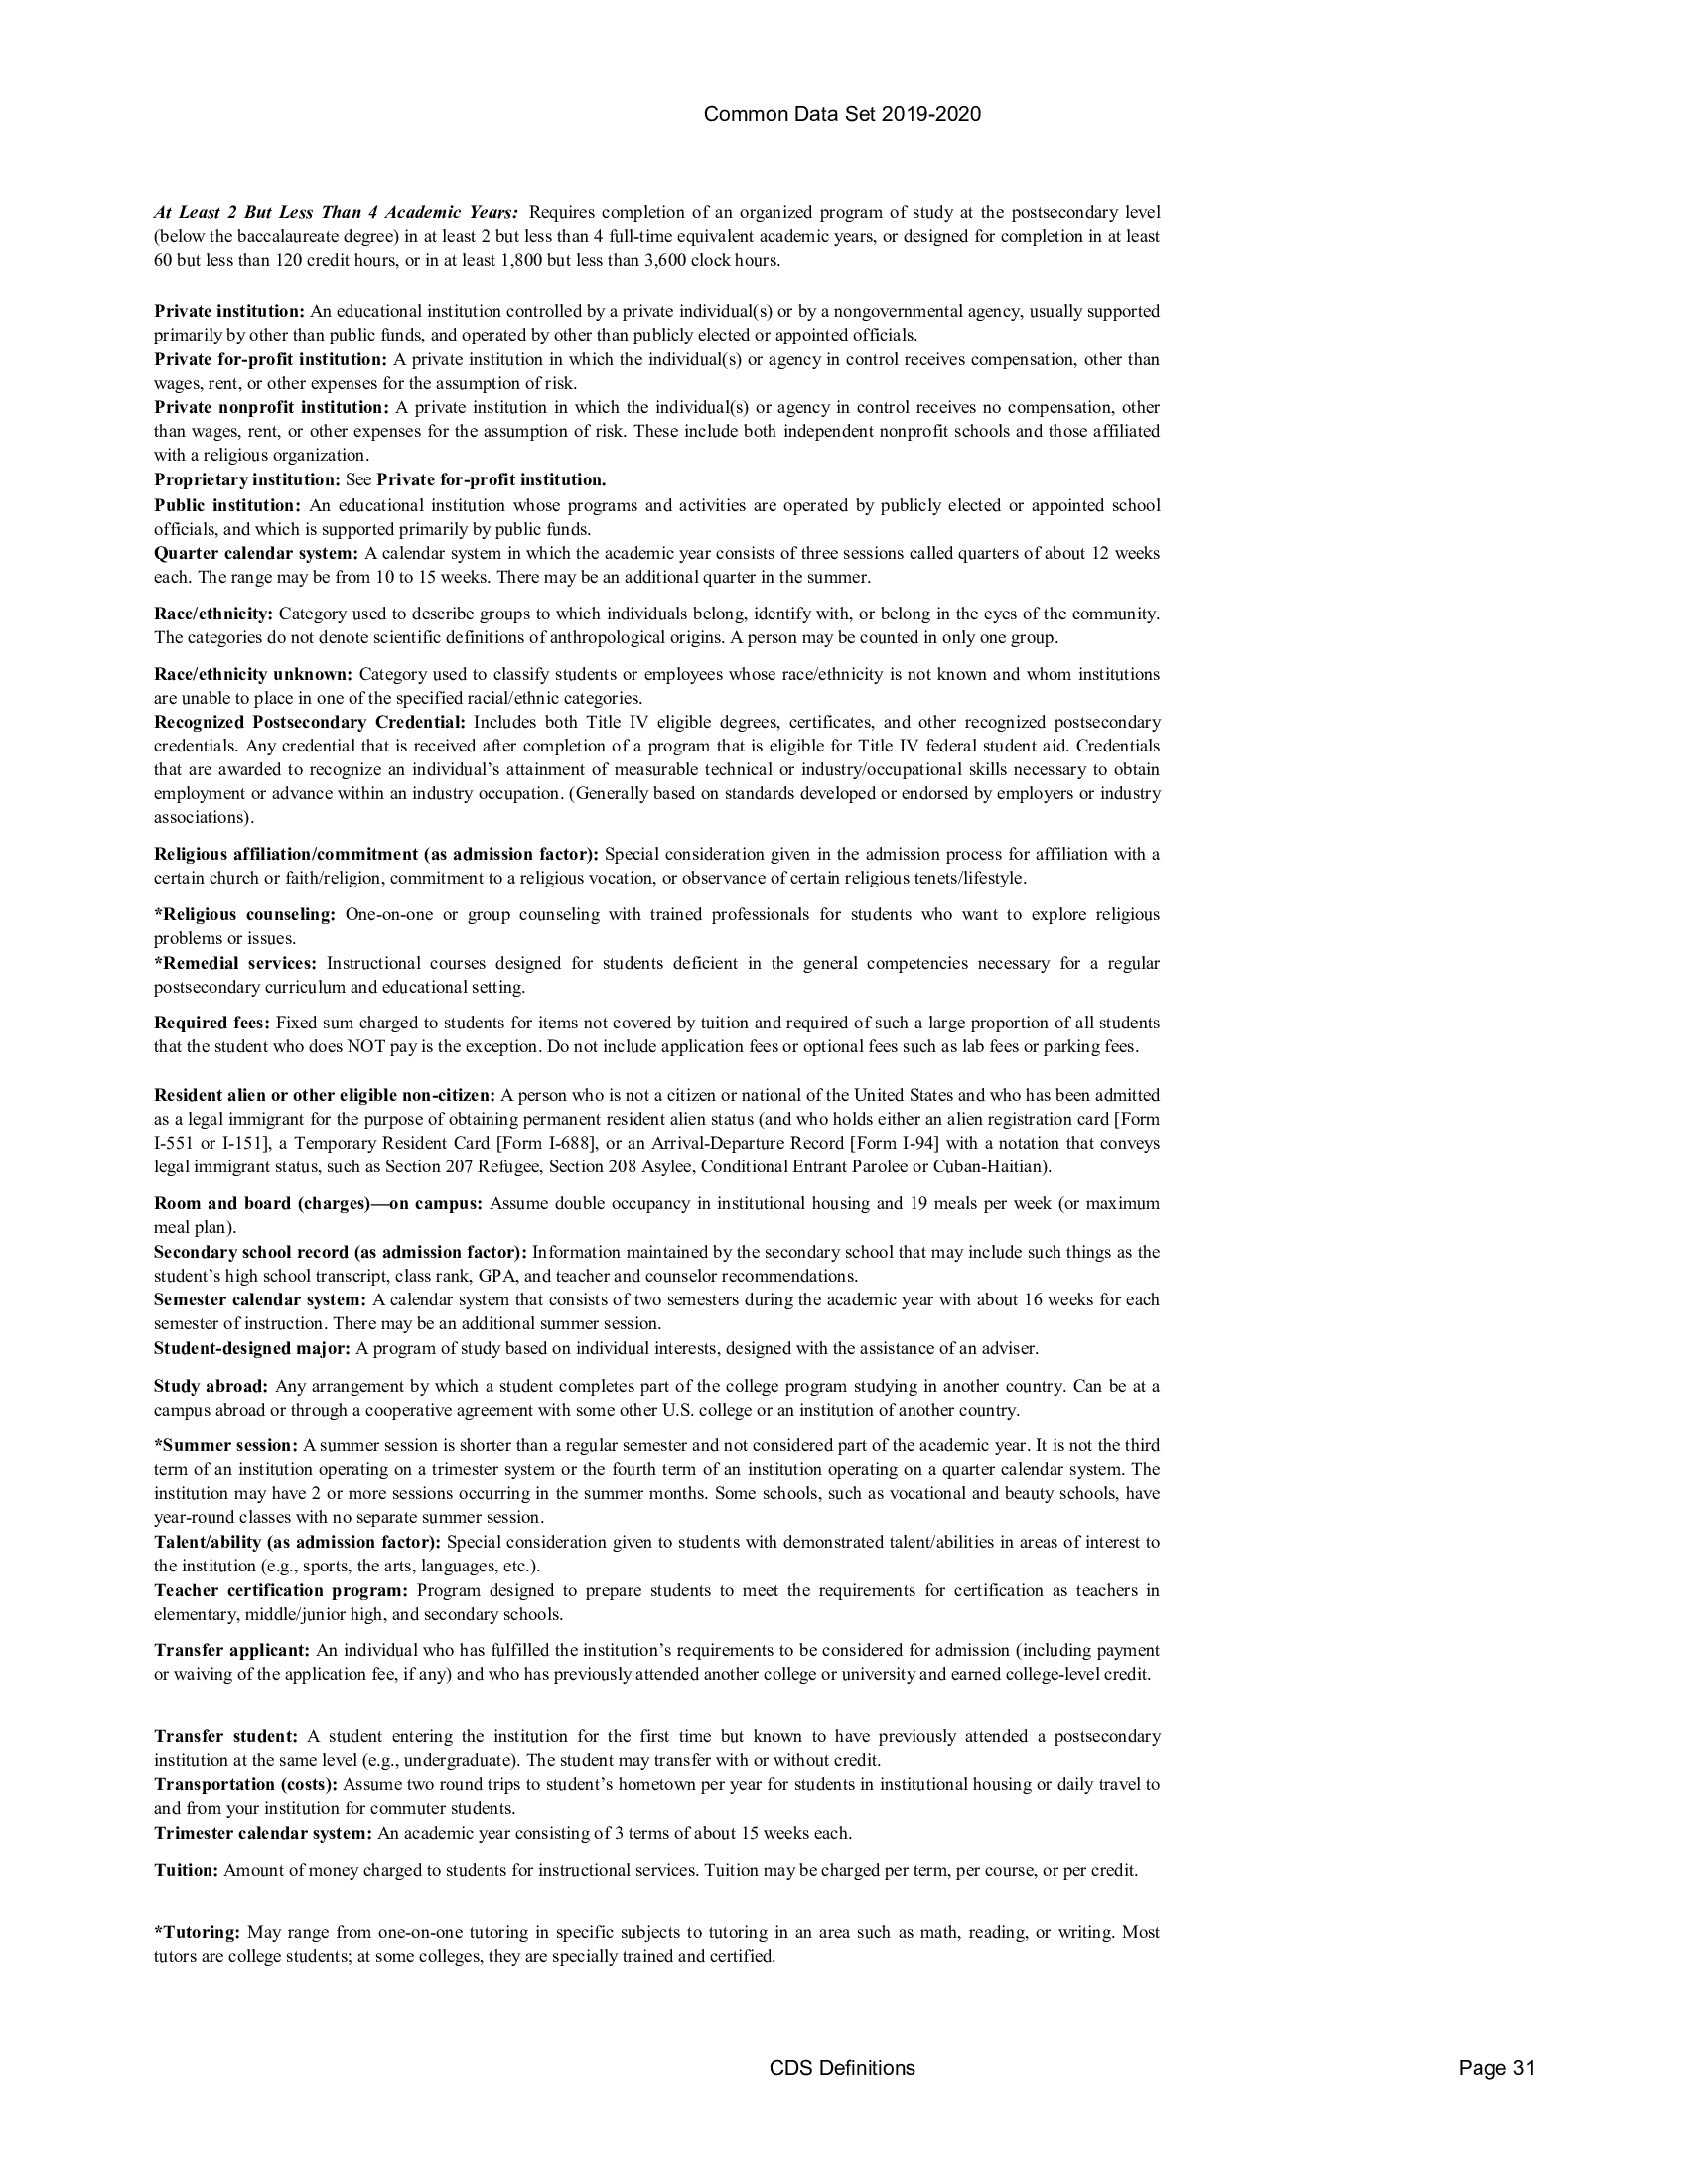 Common Data Set 2019-2020
At Least 2 But Less Than 4 Academic Years: Requires completion of an organized program of study at the postsecondary level
(below the baccalaureate degree) in at least 2 but less than 4 full-time equivalent academic years, or designed for completion in at least
60 but less than 120 credit hours, or in at least 1,800 but less than 3,600 clock hours.
Private institution: An educational institution controlled by a private individual(s) or by a nongovernmental agency, usually supported
primarily by other than public funds, and operated by other than publicly elected or appointed officials.
Private for-profit institution: A private institution in which the individual(s) or agency in control receives compensation, other than
wages, rent, or other expenses for the assumption of risk.
Private nonprofit institution: A private institution in which the individual(s) or agency in control receives no compensation, other
than wages, rent, or other expenses for the assumption of risk. These include both independent nonprofit schools and those affiliated
with a religious organization.
Proprietary institution: See Private for-profit institution.
Public institution: An educational institution whose programs and activities are operated by publicly elected or appointed school
officials, and which is supported primarily by public funds.
Quarter calendar system: A calendar system in which the academic year consists of three sessions called quarters of about 12 weeks
each. The range may be from 10 to 15 weeks. There may be an additional quarter in the summer.
Race/ethnicity: Category used to describe groups to which individuals belong, identify with, or belong in the eyes of the community.
The categories do not denote scientific definitions of anthropological origins. A person may be counted in only one group.
Race/ethnicity unknown: Category used to classify students or employees whose race/ethnicity is not known and whom institutions
are unable to place in one of the specified racial/ethnic categories.
Recognized Postsecondary Credential: Includes both Title IV eligible degrees, certificates, and other recognized postsecondary
credentials. Any credential that is received after completion of a program that is eligible for Title IV federal student aid. Credentials
that are awarded to recognize an individual’s attainment of measurable technical or industry/occupational skills necessary to obtain
employment or advance within an industry occupation. (Generally based on standards developed or endorsed by employers or industry
associations).
Religious affiliation/commitment (as admission factor): Special consideration given in the admission process for affiliation with a
certain church or faith/religion, commitment to a religious vocation, or observance of certain religious tenets/lifestyle.
*Religious counseling: One-on-one or group counseling with trained professionals for students who want to explore religious
problems or issues.
*Remedial services: Instructional courses designed for students deficient in the general competencies necessary for a regular
postsecondary curriculum and educational setting.
Required fees: Fixed sum charged to students for items not covered by tuition and required of such a large proportion of all students
that the student who does NOT pay is the exception. Do not include application fees or optional fees such as lab fees or parking fees.
Resident alien or other eligible non-citizen: A person who is not a citizen or national of the United States and who has been admitted
as a legal immigrant for the purpose of obtaining permanent resident alien status (and who holds either an alien registration card [Form
I-551 or I-151], a Temporary Resident Card [Form I-688], or an Arrival-Departure Record [Form I-94] with a notation that conveys
legal immigrant status, such as Section 207 Refugee, Section 208 Asylee, Conditional Entrant Parolee or Cuban-Haitian).
Room and board (charges)—on campus: Assume double occupancy in institutional housing and 19 meals per week (or maximum
meal plan).
Secondary school record (as admission factor): Information maintained by the secondary school that may include such things as the
student’s high school transcript, class rank, GPA, and teacher and counselor recommendations.
Semester calendar system: A calendar system that consists of two semesters during the academic year with about 16 weeks for each
semester of instruction. There may be an additional summer session.
Student-designed major: A program of study based on individual interests, designed with the assistance of an adviser.
Study abroad: Any arrangement by which a student completes part of the college program studying in another country. Can be at a
campus abroad or through a cooperative agreement with some other U.S. college or an institution of another country.
*Summer session: A summer session is shorter than a regular semester and not considered part of the academic year. It is not the third
term of an institution operating on a trimester system or the fourth term of an institution operating on a quarter calendar system. The
institution may have 2 or more sessions occurring in the summer months. Some schools, such as vocational and beauty schools, have
year-round classes with no separate summer session.
Talent/ability (as admission factor): Special consideration given to students with demonstrated talent/abilities in areas of interest to
the institution (e.g., sports, the arts, languages, etc.).
Teacher certification program: Program designed to prepare students to meet the requirements for certification as teachers in
elementary, middle/junior high, and secondary schools.
Transfer applicant: An individual who has fulfilled the institution’s requirements to be considered for admission (including payment
or waiving of the application fee, if any) and who has previously attended another college or university and earned college-level credit.
Transfer student: A student entering the institution for the first time but known to have previously attended a postsecondary
institution at the same level (e.g., undergraduate). The student may transfer with or without credit.
Transportation (costs): Assume two round trips to student’s hometown per year for students in institutional housing or daily travel to
and from your institution for commuter students.
Trimester calendar system: An academic year consisting of 3 terms of about 15 weeks each.
Tuition: Amount of money charged to students for instructional services. Tuition may be charged per term, per course, or per credit.
*Tutoring: May range from one-on-one tutoring in specific subjects to tutoring in an area such as math, reading, or writing. Most
tutors are college students; at some colleges, they are specially trained and certified.
CDS Definitions
Page 31